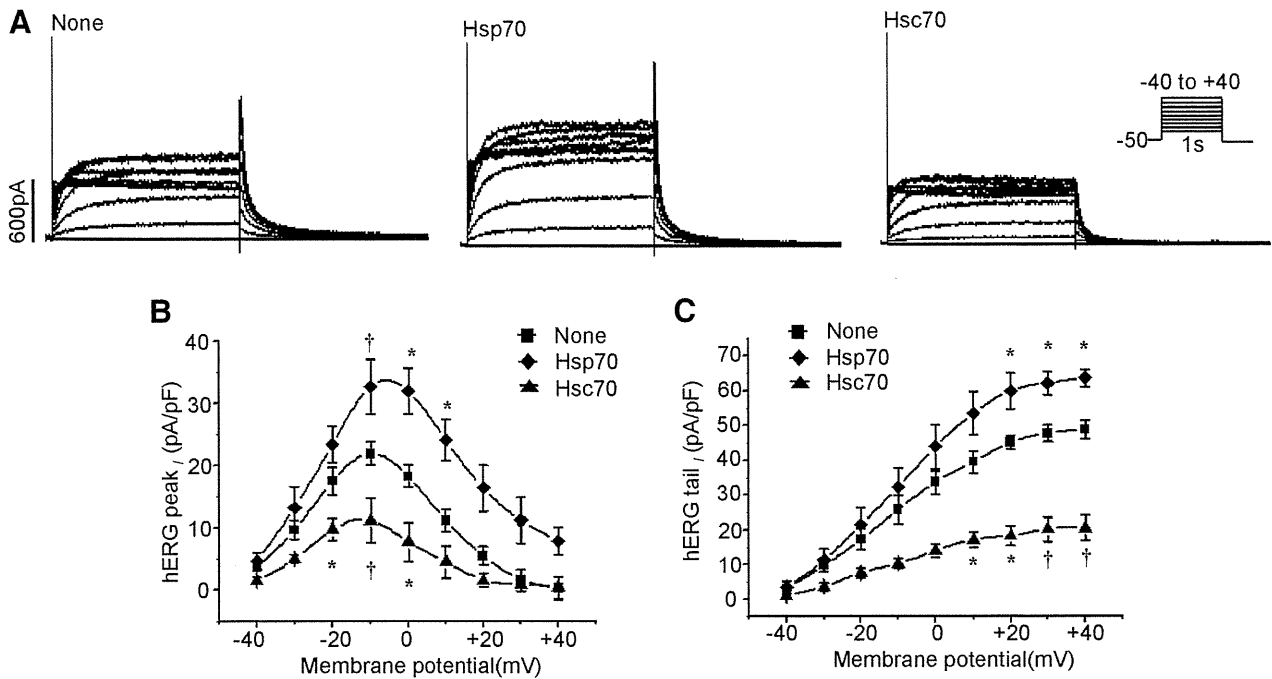 A
None
Hsp70
Hsc70
-40 to +40
-50
1s
600pA
B
None
Hsp70
Hsc70
hERG peak I (pA/pF)
40
30
20
10
0
†
*
*
*
†
*
-40
-20
0
+20
+40
Membrane potential(mV)
C
None
Hsp70
Hsc70
hERG tail I (pA/pF)
70
60
50
40
30
20
10
0
*
*
*
*
*
†
†
-40
-20
0
+20
+40
Membrane potential(mV)